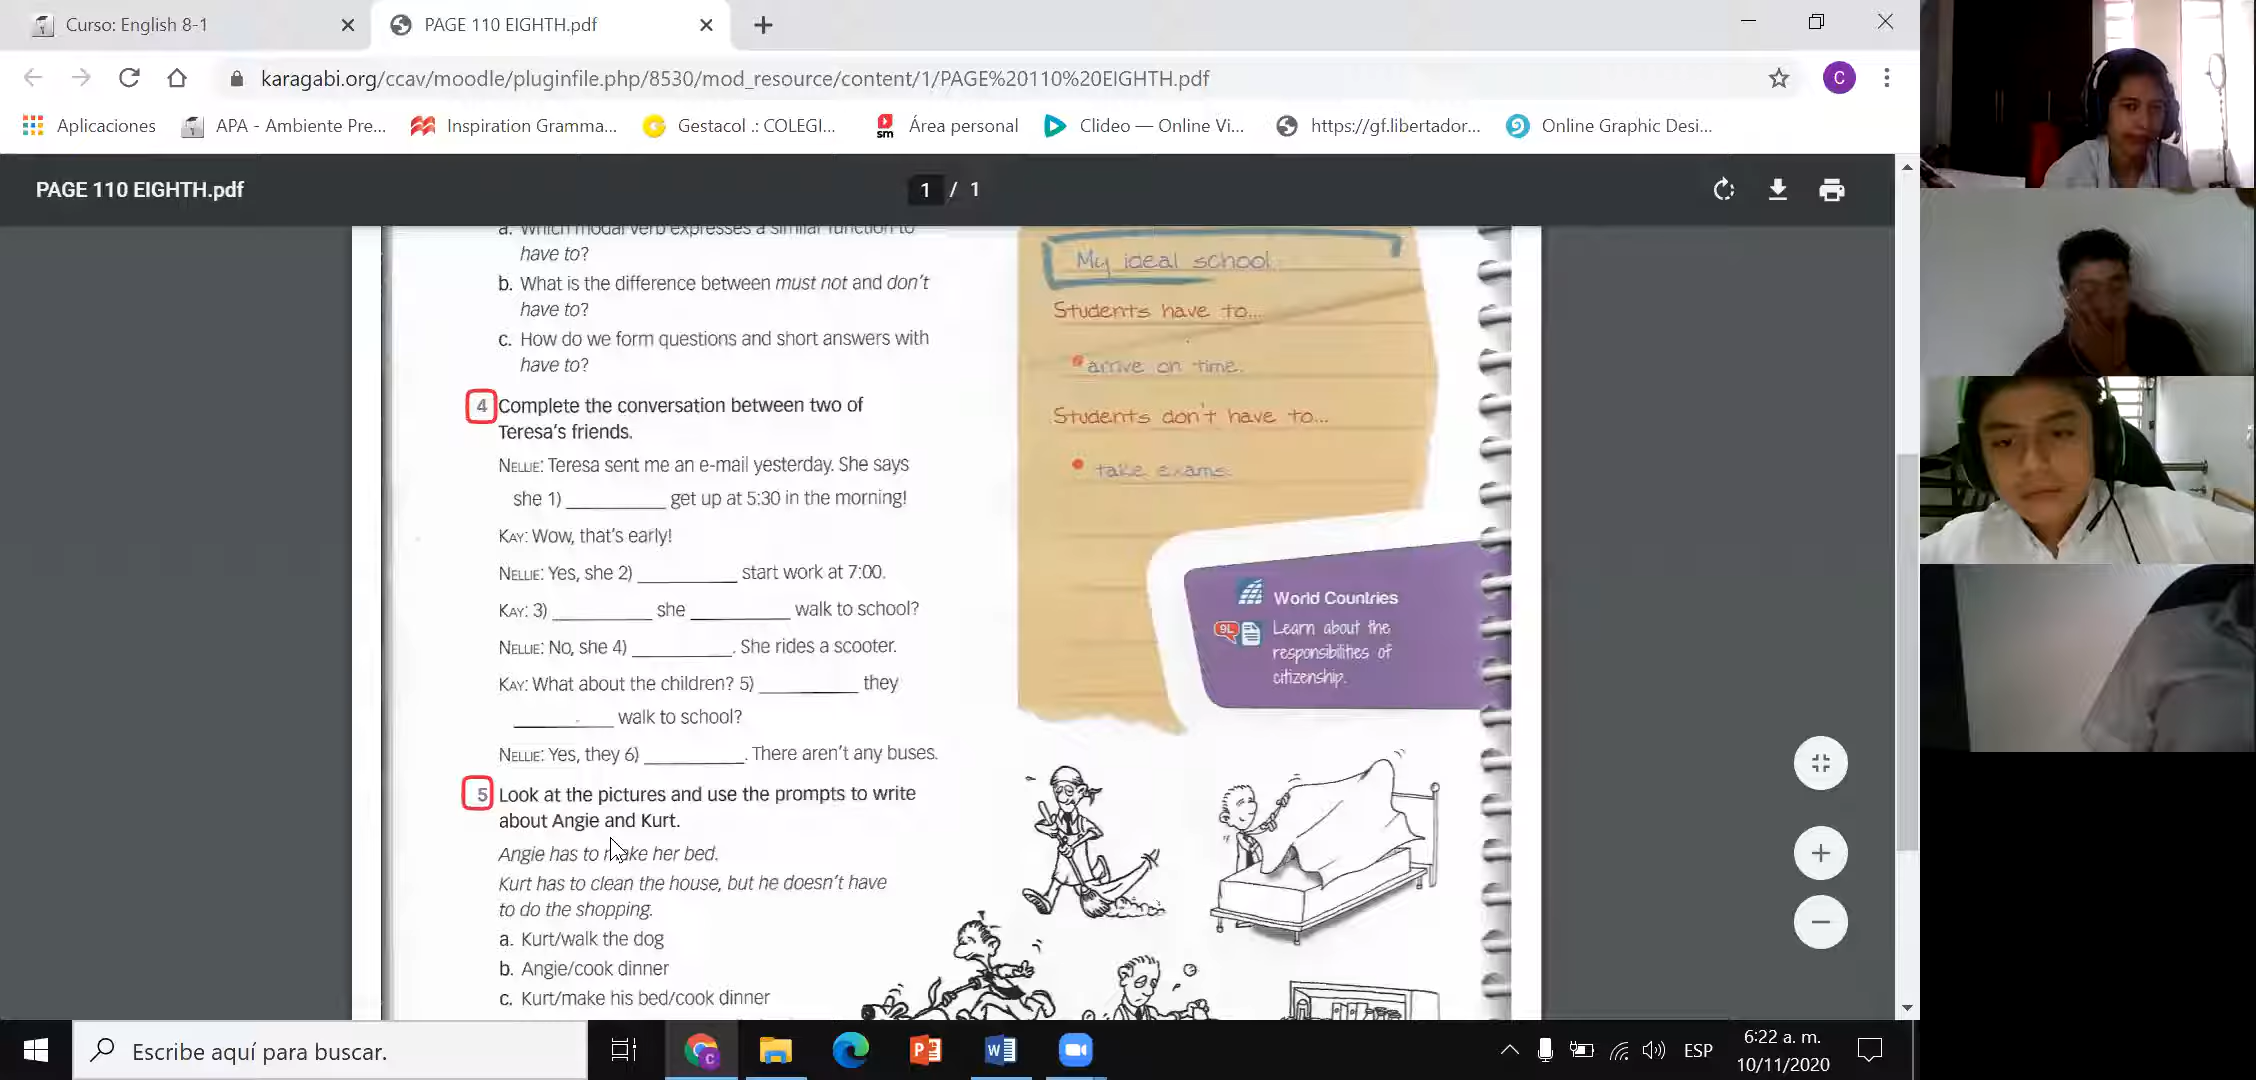 Curso: English 8-1
PAGE 110 EIGHTH.pdf
karagabi.org/ccav/moodle/pluginfile.php/8530/mod_resource/content/1/PAGE%20110%20EIGHTH.pdf
C
Aplicaciones
APA - Ambiente Pre...
Inspiration Gramma...
Gestacol .: COLEGI...
sm
Área personal
Clideo — Online Vi...
https://gf.libertador...
Online Graphic Desi...
PAGE 110 EIGHTH.pdf
1 / 1
a. Which modal verb expresses a similar function to
have to?
b. What is the difference between must not and don't
have to?
c. How do we form questions and short answers with
have to?
4 Complete the conversation between two of
Teresa's friends.
NELLIE: Teresa sent me an e-mail yesterday. She says
she 1) __________ get up at 5:30 in the morning!
KAY: Wow, that's early!
NELLIE: Yes, she 2) __________ start work at 7:00.
KAY: 3) __________ she __________ walk to school?
NELLIE: No, she 4) __________. She rides a scooter.
KAY: What about the children? 5) __________ they
__________ walk to school?
NELLIE: Yes, they 6) __________. There aren't any buses.
5 Look at the pictures and use the prompts to write
about Angie and Kurt.
Angie has to make her bed.
Kurt has to clean the house, but he doesn't have
to do the shopping.
a. Kurt/walk the dog
b. Angie/cook dinner
c. Kurt/make his bed/cook dinner
My ideal school
Students have to...
arrive on time.
Students don't have to...
take exams.
World Countries
9L
Learn about the
responsibilities of
citizenship.
Escribe aquí para buscar.
C
P
W
ESP
6:22 a. m.
10/11/2020